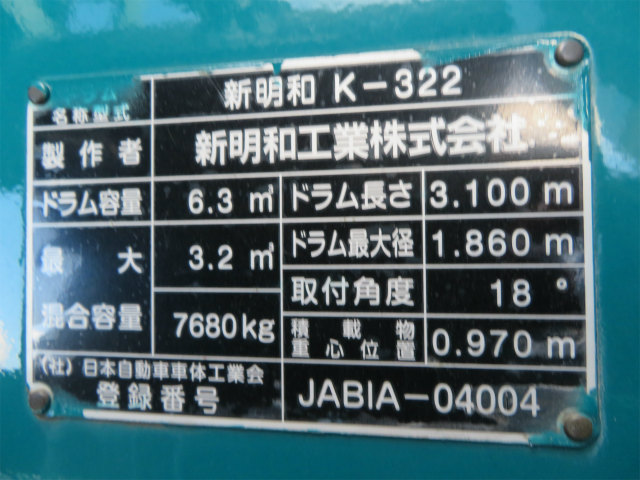 名称型式 新明和 K-322
製作者 新明和工業株式会社
ドラム容量 6.3 m³ ドラム長さ 3.100 m
最大混合容量 3.2 m³ ドラム最大径 1.860 m
7680kg 取付角度 18°
積載物重心位置 0.970 m
(社)日本自動車車体工業会
登録番号 JABIA-04004